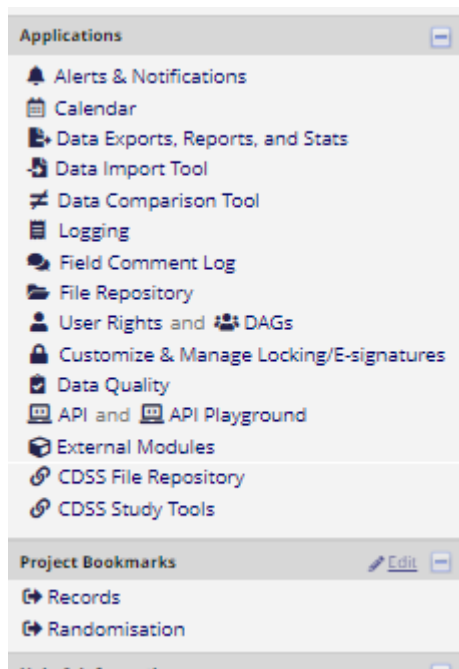 Applications
Alerts & Notifications
Calendar
Data Exports, Reports, and Stats
Data Import Tool
Data Comparison Tool
Logging
Field Comment Log
File Repository
User Rights and DAGs
Customize & Manage Locking/E-signatures
Data Quality
API and API Playground
External Modules
CDSS File Repository
CDSS Study Tools
Project Bookmarks Edit
Records
Randomisation